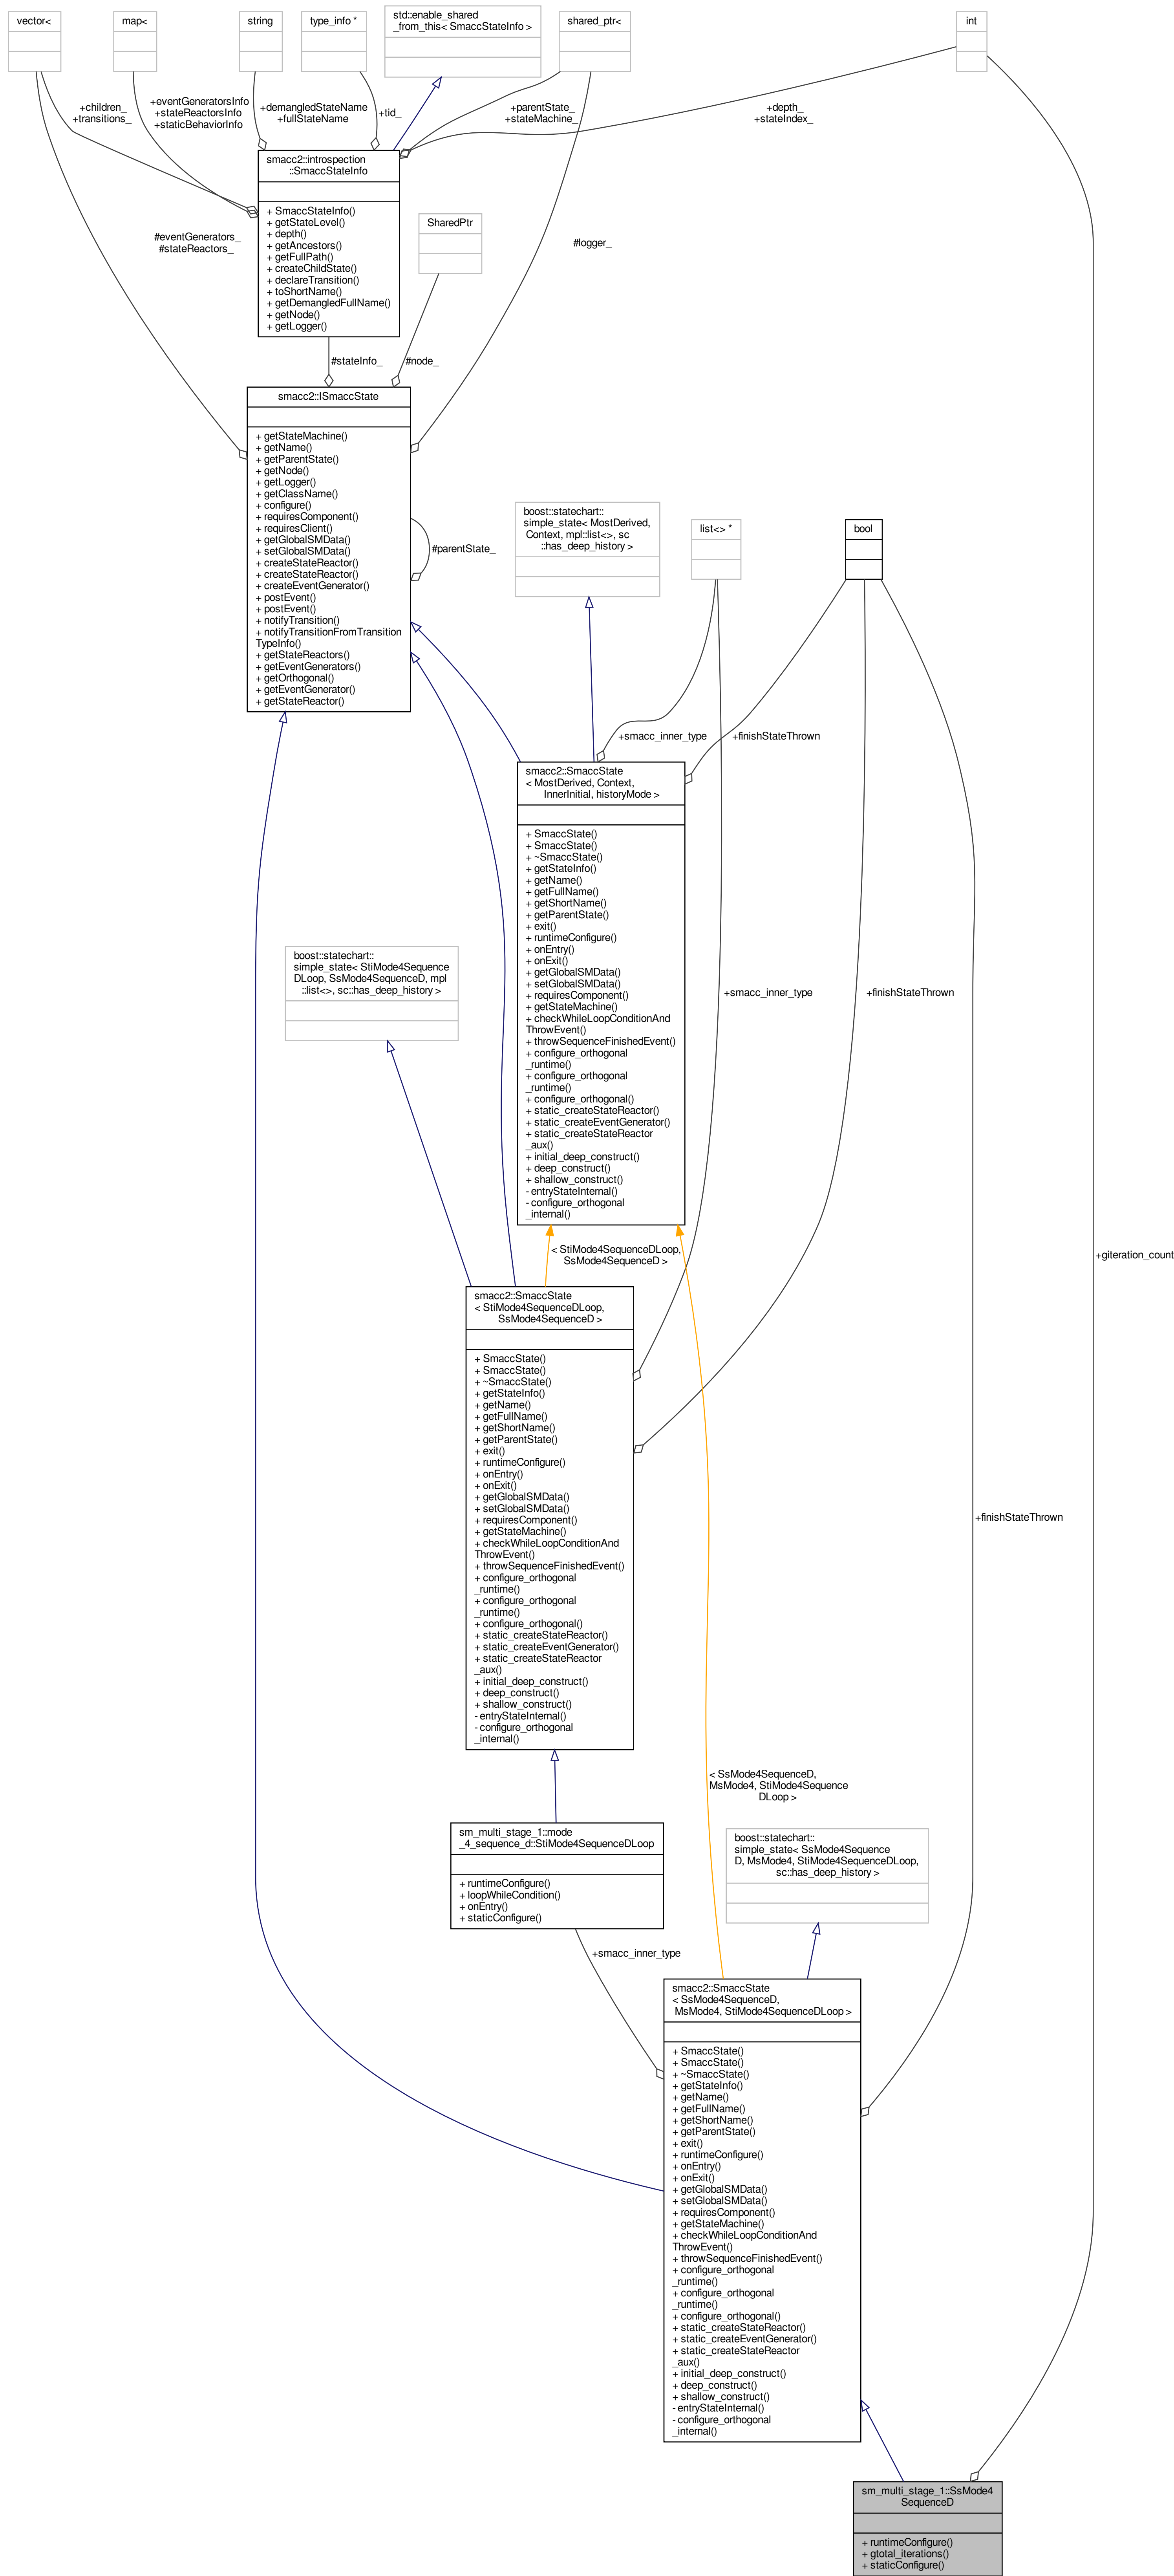 vector<
map<
string
type_info *
std::enable_shared
_from_this< SmaccStateInfo >
shared_ptr<
int
+children_
+transitions_
+eventGeneratorsInfo
+stateReactorsInfo
+staticBehaviorInfo
+demangledStateName
+fullStateName
+tid_
+parentState_
+stateMachine_
+depth_
+stateIndex_
smacc2::introspection
::SmaccStateInfo
+ SmaccStateInfo()
+ getStateLevel()
+ depth()
+ getAncestors()
+ getFullPath()
+ createChildState()
+ declareTransition()
+ toShortName()
+ getDemangledFullName()
+ getNode()
+ getLogger()
SharedPtr
#eventGenerators_
#stateReactors_
#logger_
#stateInfo_
#node_
smacc2::ISmaccState
+ getStateMachine()
+ getName()
+ getParentState()
+ getNode()
+ getLogger()
+ getClassName()
+ configure()
+ requiresComponent()
+ requiresClient()
+ getGlobalSMData()
+ setGlobalSMData()
+ createStateReactor()
+ createStateReactor()
+ createEventGenerator()
+ postEvent()
+ postEvent()
+ notifyTransition()
+ notifyTransitionFromTransition
TypeInfo()
+ getStateReactors()
+ getEventGenerators()
+ getOrthogonal()
+ getEventGenerator()
+ getStateReactor()
#parentState_
boost::statechart::
simple_state< MostDerived,
Context, mpl::list<>, sc
::has_deep_history >
list<> *
bool
+smacc_inner_type
+finishStateThrown
smacc2::SmaccState
< MostDerived, Context,
InnerInitial, historyMode >
+ SmaccState()
+ SmaccState()
+ ~SmaccState()
+ getStateInfo()
+ getName()
+ getFullName()
+ getShortName()
+ getParentState()
+ exit()
+ runtimeConfigure()
+ onEntry()
+ onExit()
+ getGlobalSMData()
+ setGlobalSMData()
+ requiresComponent()
+ getStateMachine()
+ checkWhileLoopConditionAnd
ThrowEvent()
+ throwSequenceFinishedEvent()
+ configure_orthogonal
_runtime()
+ configure_orthogonal
_runtime()
+ configure_orthogonal()
+ static_createStateReactor()
+ static_createEventGenerator()
+ static_createStateReactor
_aux()
+ initial_deep_construct()
+ deep_construct()
+ shallow_construct()
- entryStateInternal()
- configure_orthogonal
_internal()
boost::statechart::
simple_state< StiMode4Sequence
DLoop, SsMode4SequenceD, mpl
::list<>, sc::has_deep_history >
+smacc_inner_type
+finishStateThrown
< StiMode4SequenceDLoop,
SsMode4SequenceD >
+giteration_count
smacc2::SmaccState
< StiMode4SequenceDLoop,
SsMode4SequenceD >
+ SmaccState()
+ SmaccState()
+ ~SmaccState()
+ getStateInfo()
+ getName()
+ getFullName()
+ getShortName()
+ getParentState()
+ exit()
+ runtimeConfigure()
+ onEntry()
+ onExit()
+ getGlobalSMData()
+ setGlobalSMData()
+ requiresComponent()
+ getStateMachine()
+ checkWhileLoopConditionAnd
ThrowEvent()
+ throwSequenceFinishedEvent()
+ configure_orthogonal
_runtime()
+ configure_orthogonal
_runtime()
+ configure_orthogonal()
+ static_createStateReactor()
+ static_createEventGenerator()
+ static_createStateReactor
_aux()
+ initial_deep_construct()
+ deep_construct()
+ shallow_construct()
- entryStateInternal()
- configure_orthogonal
_internal()
+finishStateThrown
< SsMode4SequenceD,
MsMode4, StiMode4Sequence
DLoop >
sm_multi_stage_1::mode
_4_sequence_d::StiMode4SequenceDLoop
+ runtimeConfigure()
+ loopWhileCondition()
+ onEntry()
+ staticConfigure()
boost::statechart::
simple_state< SsMode4Sequence
D, MsMode4, StiMode4SequenceDLoop,
sc::has_deep_history >
+smacc_inner_type
smacc2::SmaccState
< SsMode4SequenceD,
MsMode4, StiMode4SequenceDLoop >
+ SmaccState()
+ SmaccState()
+ ~SmaccState()
+ getStateInfo()
+ getName()
+ getFullName()
+ getShortName()
+ getParentState()
+ exit()
+ runtimeConfigure()
+ onEntry()
+ onExit()
+ getGlobalSMData()
+ setGlobalSMData()
+ requiresComponent()
+ getStateMachine()
+ checkWhileLoopConditionAnd
ThrowEvent()
+ throwSequenceFinishedEvent()
+ configure_orthogonal
_runtime()
+ configure_orthogonal
_runtime()
+ configure_orthogonal()
+ static_createStateReactor()
+ static_createEventGenerator()
+ static_createStateReactor
_aux()
+ initial_deep_construct()
+ deep_construct()
+ shallow_construct()
- entryStateInternal()
- configure_orthogonal
_internal()
sm_multi_stage_1::SsMode4
SequenceD
+ runtimeConfigure()
+ gtotal_iterations()
+ staticConfigure()